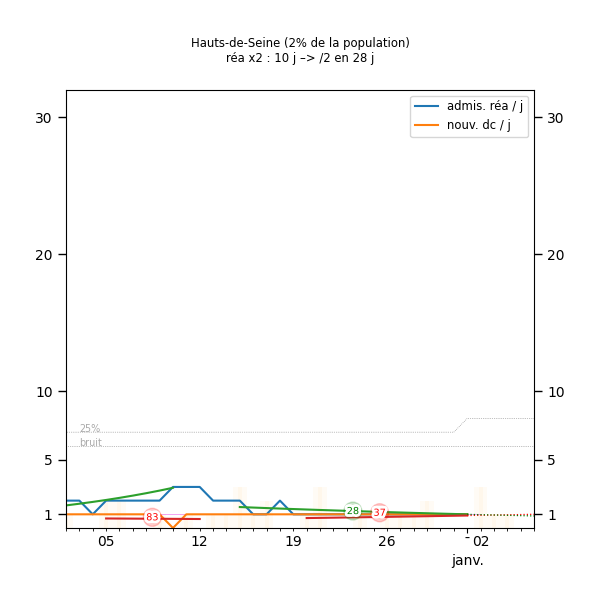 Hauts-de-Seine (2% de la population)
réa x2 : 10 j –> /2 en 28 j
admis. réa / j
nouv. dc / j
30 30
20 20
10 10
25%
bruit
5 5
28 37
83
1 1
05 12 19 26 02
janv.